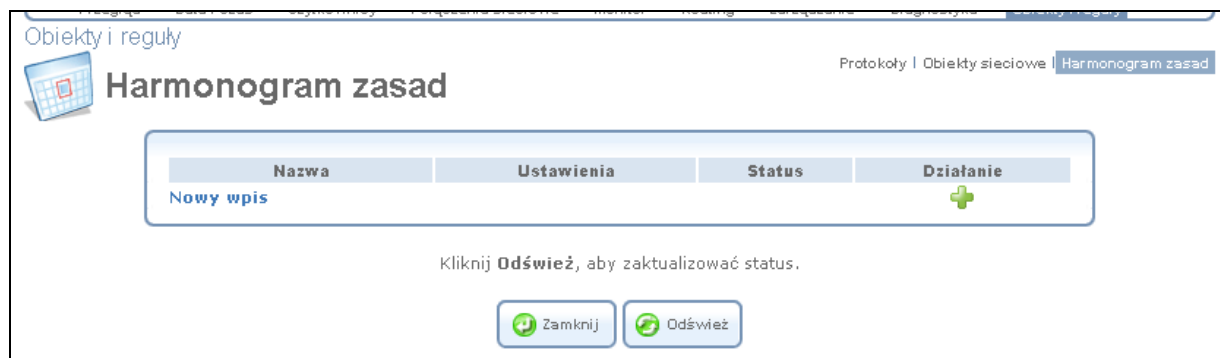 Obiekty i reguły
Protokoły | Obiekty sieciowe | Harmonogram zasad
Harmonogram zasad
Nazwa Ustawienia Status Działanie
Nowy wpis
Kliknij Odśwież, aby zaktualizować status.
Zamknij Odśwież